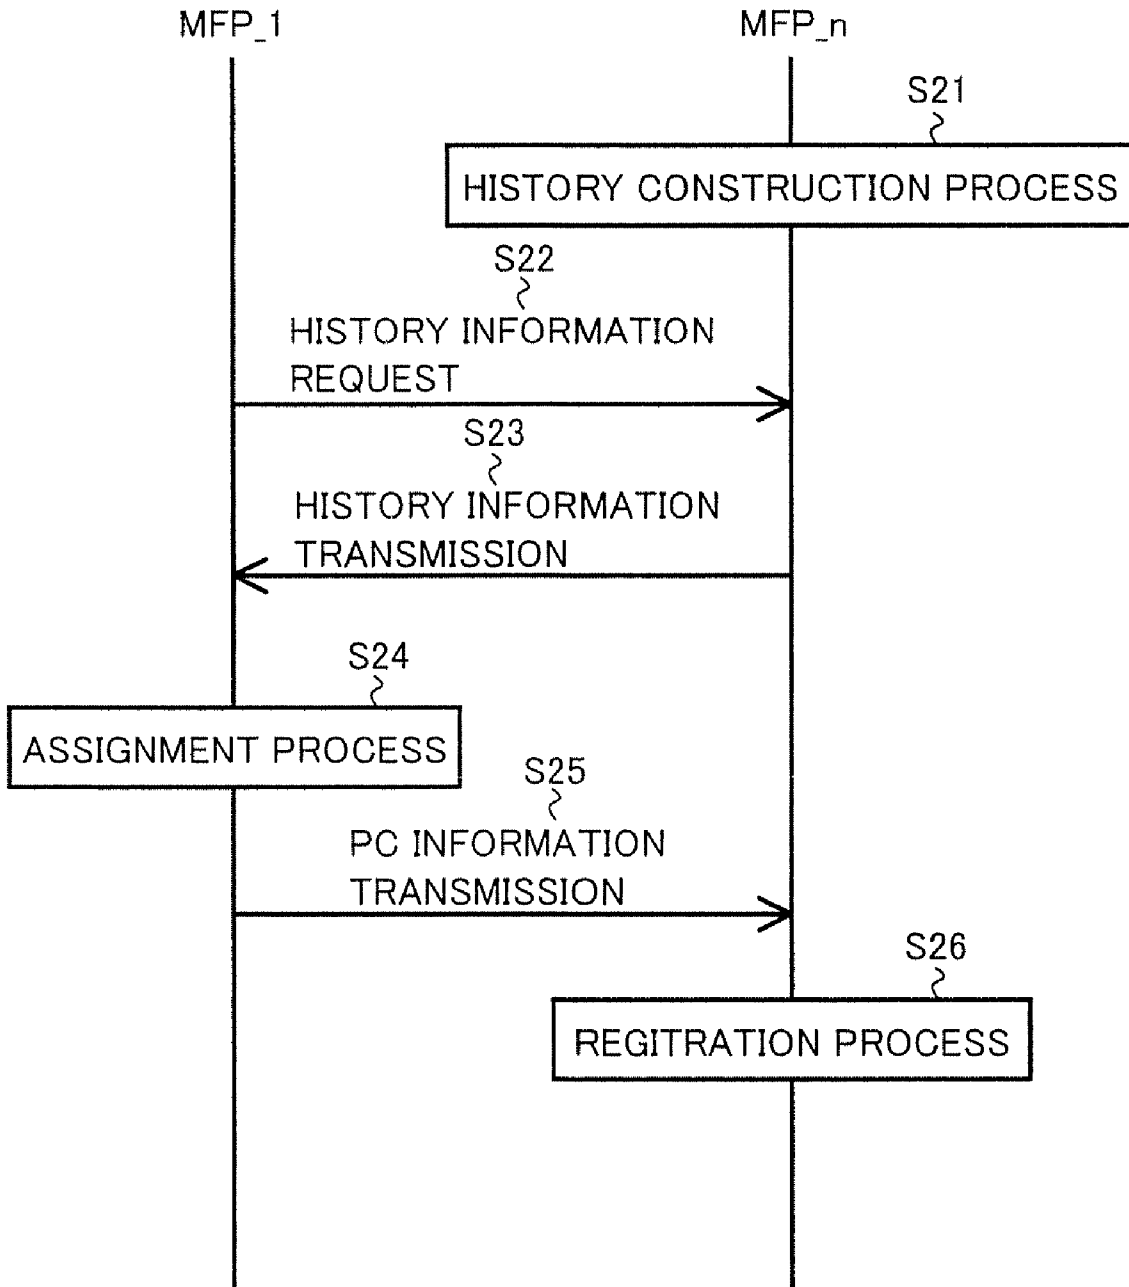 MFP_1
MFP_n
S21
HISTORY CONSTRUCTION PROCESS
S22
HISTORY INFORMATION
REQUEST
S23
HISTORY INFORMATION
TRANSMISSION
S24
ASSIGNMENT PROCESS
S25
PC INFORMATION
TRANSMISSION
S26
REGITRATION PROCESS